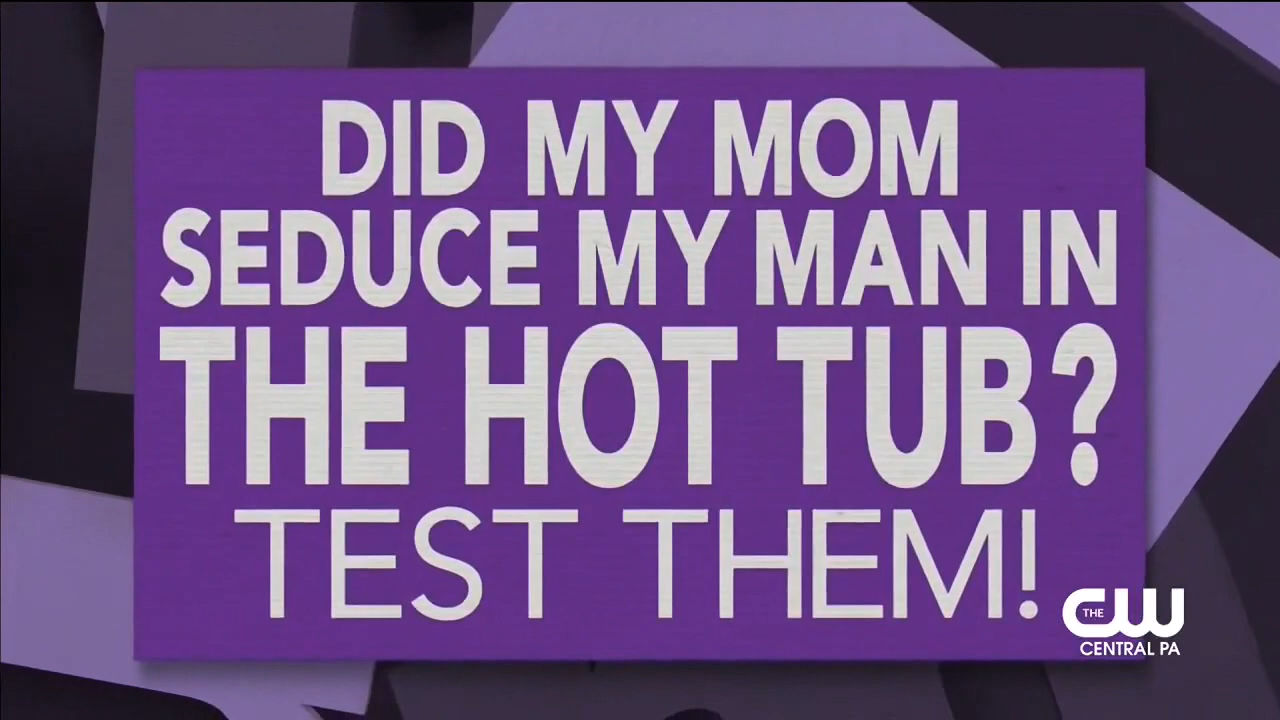 DID MY MOM
SEDUCE MY MAN IN
THE HOT TUB?
TEST THEM!
THE CW
CENTRAL PA